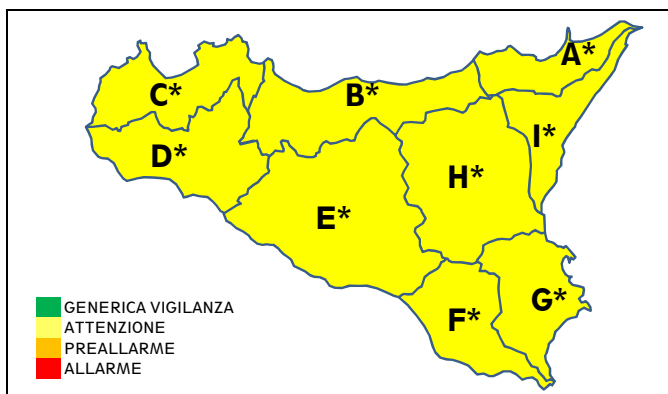 A*
C*
B*
I*
D*
H*
E*
G*
F*
GENERICA VIGILANZA
ATTENZIONE
PREALLARME
ALLARME